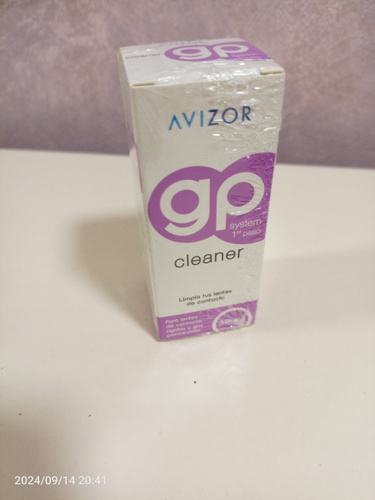 gp
AVIZOR
gp
system
1er paso
cleaner
Limpia tus lentes
de contacto
Para lentes
de contacto
rígidas y gas
permeables
2024/09/14 20:41